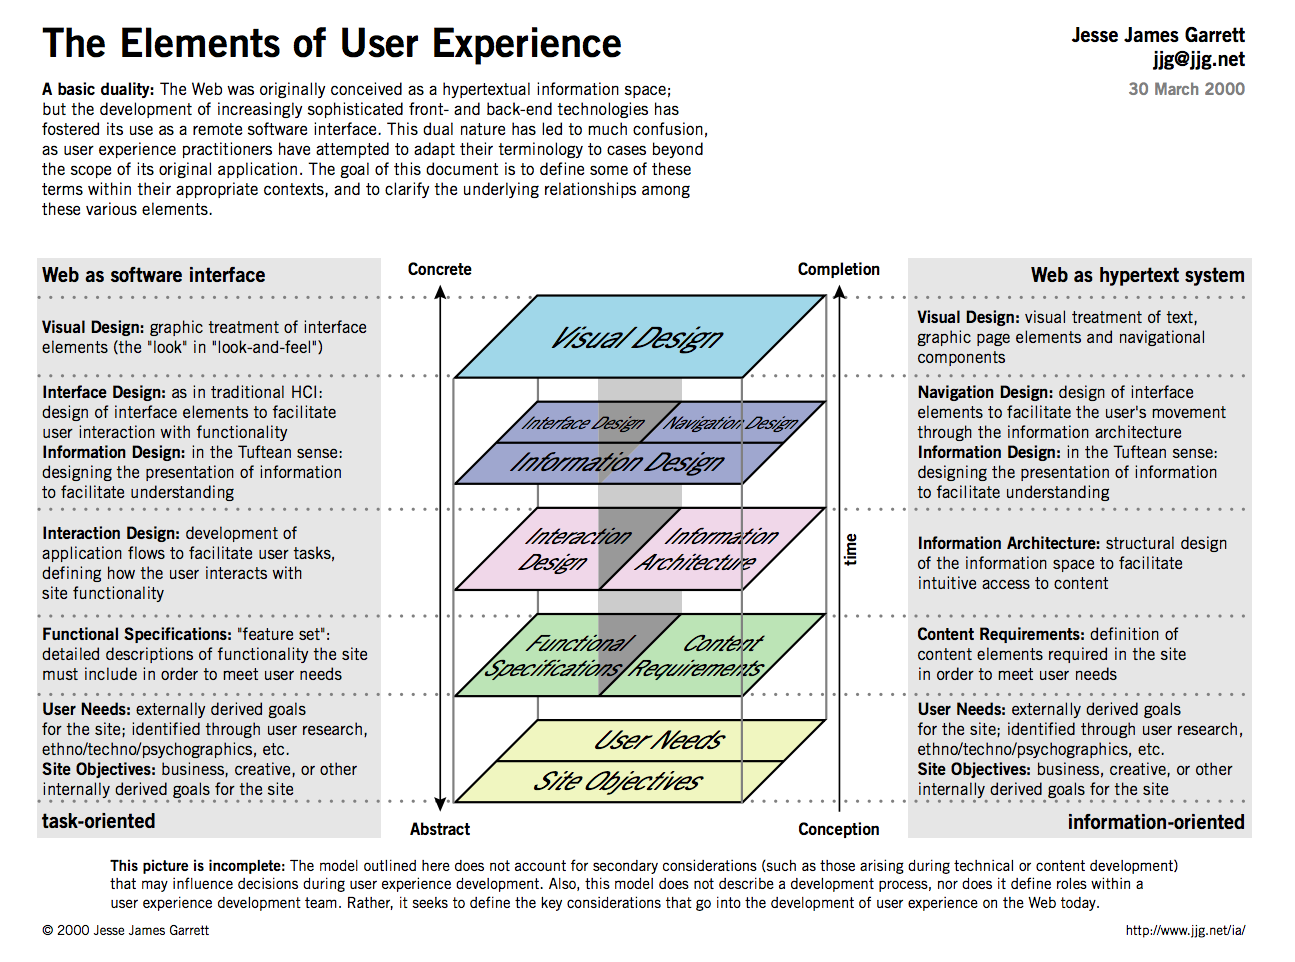 The Elements of User Experience
Jesse James Garrett
jjg@jjg.net
30 March 2000
A basic duality: The Web was originally conceived as a hypertextual information space;
but the development of increasingly sophisticated front- and back-end technologies has
fostered its use as a remote software interface. This dual nature has led to much confusion,
as user experience practitioners have attempted to adapt their terminology to cases beyond
the scope of its original application. The goal of this document is to define some of these
terms within their appropriate contexts, and to clarify the underlying relationships among
these various elements.
Web as software interface
Visual Design: graphic treatment of interface
elements (the "look" in "look-and-feel")
Interface Design: as in traditional HCI:
design of interface elements to facilitate
user interaction with functionality
Information Design: in the Tuftean sense:
designing the presentation of information
to facilitate understanding
Interaction Design: development of
application flows to facilitate user tasks,
defining how the user interacts with
site functionality
Functional Specifications: "feature set":
detailed descriptions of functionality the site
must include in order to meet user needs
User Needs: externally derived goals
for the site; identified through user research,
ethno/techno/psychographics, etc.
Site Objectives: business, creative, or other
internally derived goals for the site
task-oriented
Concrete
Completion
Visual Design
Interface Design
Navigation Design
Information Design
Interaction
Design
Information
Architecture
Functional
Specifications
Content
Requirements
User Needs
Site Objectives
time
Abstract
Conception
Web as hypertext system
Visual Design: visual treatment of text,
graphic page elements and navigational
components
Navigation Design: design of interface
elements to facilitate the user's movement
through the information architecture
Information Design: in the Tuftean sense:
designing the presentation of information
to facilitate understanding
Information Architecture: structural design
of the information space to facilitate
intuitive access to content
Content Requirements: definition of
content elements required in the site
in order to meet user needs
User Needs: externally derived goals
for the site; identified through user research,
ethno/techno/psychographics, etc.
Site Objectives: business, creative, or other
internally derived goals for the site
information-oriented
This picture is incomplete: The model outlined here does not account for secondary considerations (such as those arising during technical or content development)
that may influence decisions during user experience development. Also, this model does not describe a development process, nor does it define roles within a
user experience development team. Rather, it seeks to define the key considerations that go into the development of user experience on the Web today.
© 2000 Jesse James Garrett
http://www.jjg.net/ia/